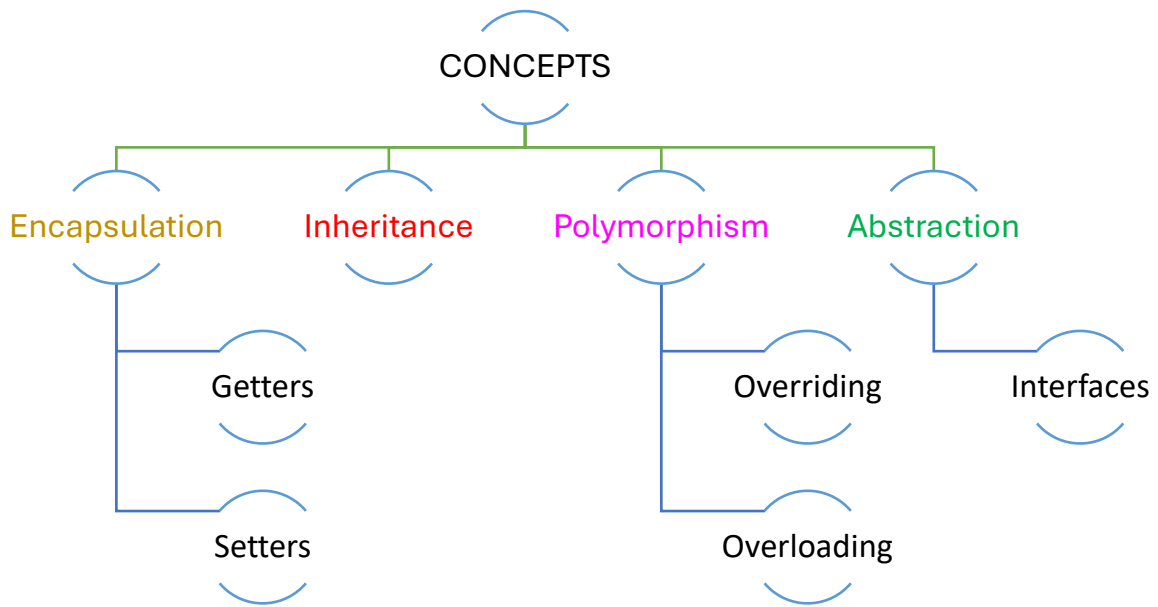 CONCEPTS
Encapsulation
Inheritance
Polymorphism
Abstraction
Getters
Overriding
Interfaces
Setters
Overloading